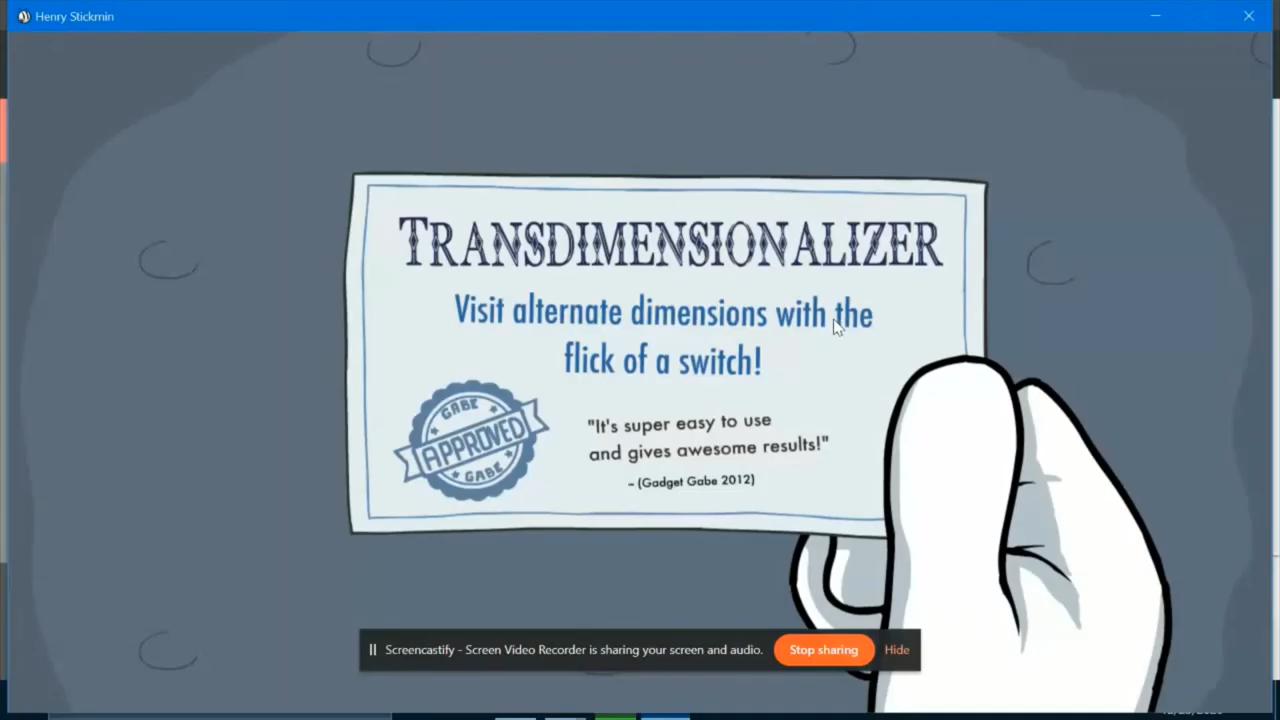 Henry Stickmin
TRANSDIMENSIONALIZER
Visit alternate dimensions with the
flick of a switch!
GABE
APPROVED
GABE
"It's super easy to use
and gives awesome results!"
– (Gadget Gabe 2012)
Screencastify - Screen Video Recorder is sharing your screen and audio.
Stop sharing
Hide